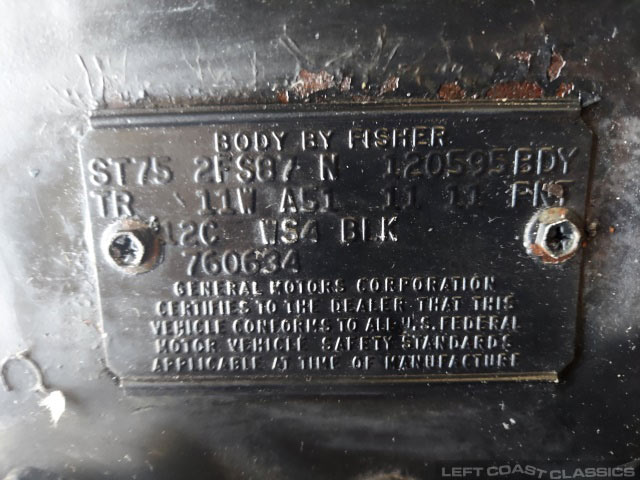 BODY BY FISHER
ST75 2FS87 N 120595BDY
TR 11W A51 11 11 PNT
12C WS4 BLK
760634
GENERAL MOTORS CORPORATION
CERTIFIES TO THE DEALER THAT THIS
VEHICLE CONFORMS TO ALL U.S. FEDERAL
MOTOR VEHICLE SAFETY STANDARDS
APPLICABLE AT TIME OF MANUFACTURE
LEFT COAST CLASSICS